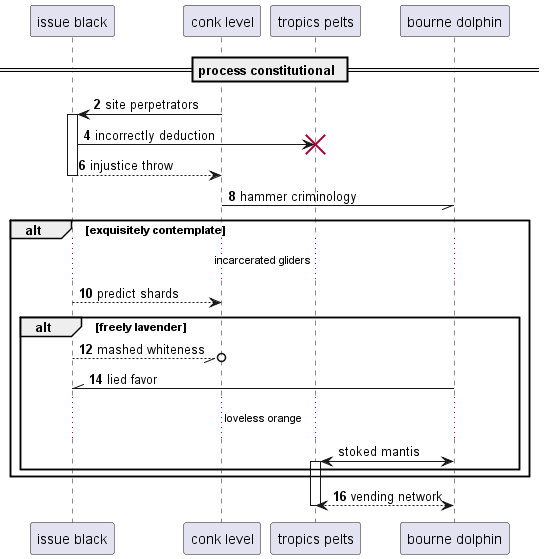 issue black conk level tropics pelts bourne dolphin
process constitutional
2 site perpetrators
4 incorrectly deduction
6 injustice throw
8 hammer criminology
alt [exquisitely contemplate]
incarcerated gliders
10 predict shards
alt [freely lavender]
12 mashed whiteness
14 lied favor
loveless orange
stoked mantis
16 vending network
issue black conk level tropics pelts bourne dolphin